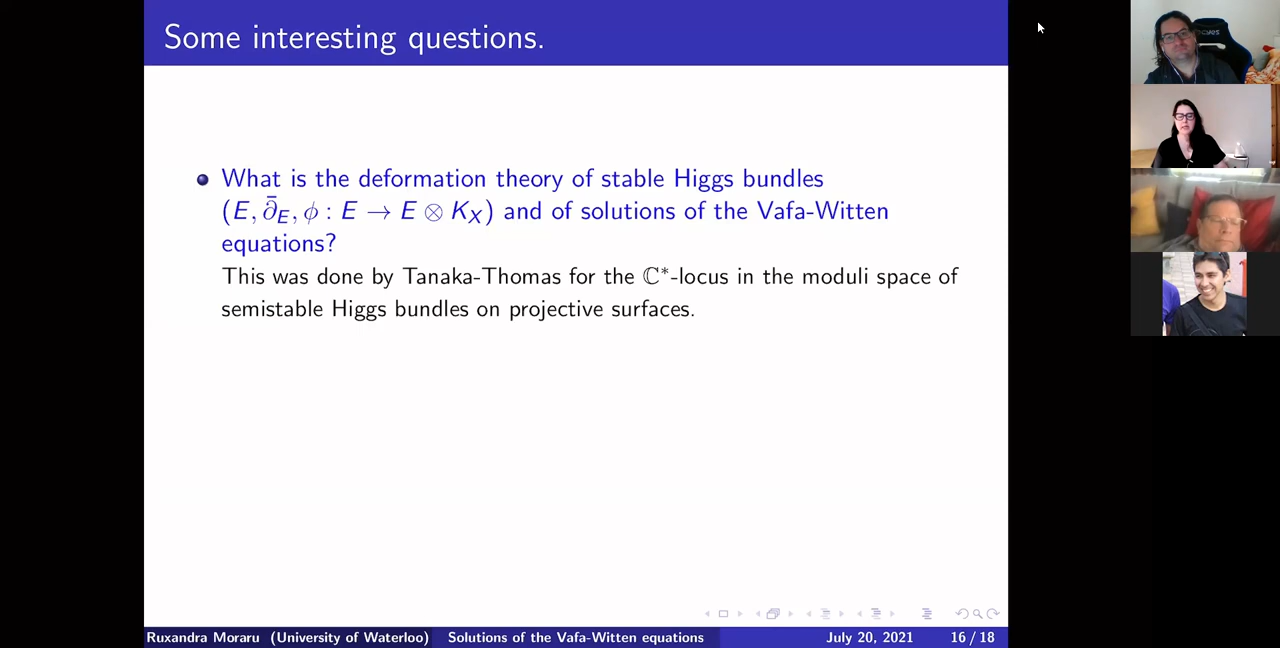 Some interesting questions.
What is the deformation theory of stable Higgs bundles
(E, ∂̄_E, ϕ : E → E ⊗ K_X) and of solutions of the Vafa-Witten
equations?
This was done by Tanaka-Thomas for the ℂ*-locus in the moduli space of
semistable Higgs bundles on projective surfaces.
Ruxandra Moraru (University of Waterloo) Solutions of the Vafa-Witten equations July 20, 2021 16 / 18